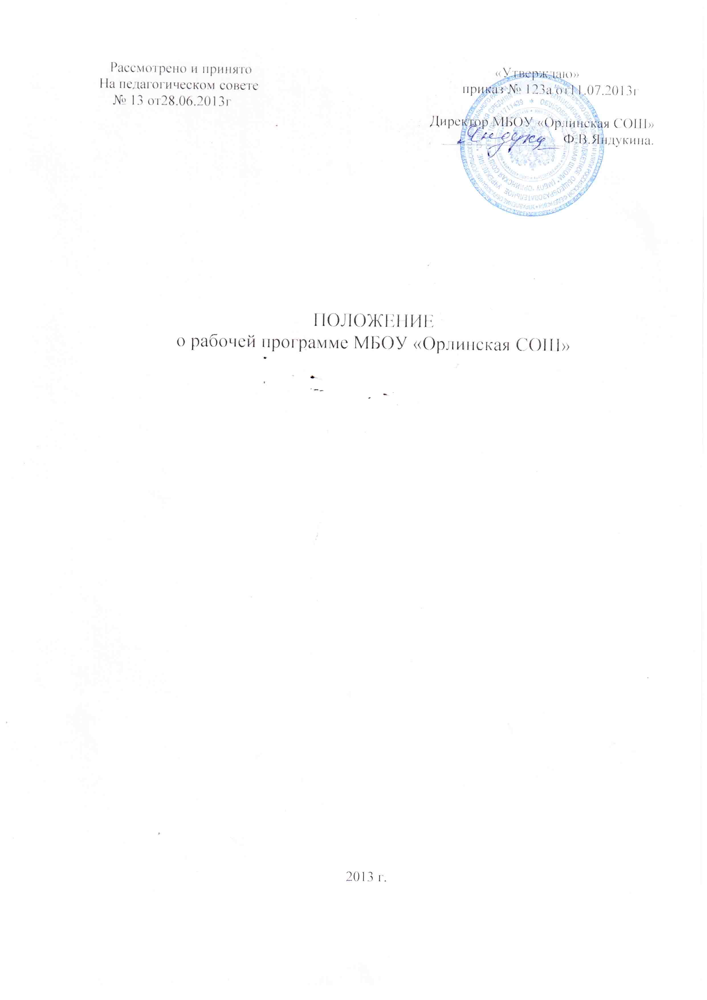 Рассмотрено и принято
На педагогическом совете
№ 13 от28.06.2013г
«Утверждаю»
приказ № 123а от11.07.2013г
Директор МБОУ «Орлинская СОШ»
Ф.В.Яндукина.
ПОЛОЖЕНИЕ
о рабочей программе МБОУ «Орлинская СОШ»
2013 г.